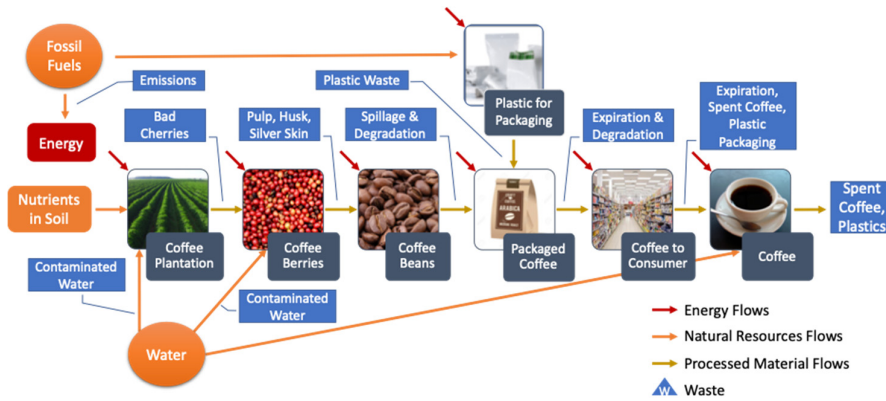 Fossil
Fuels
Emissions
Energy
Nutrients
in Soil
Bad
Cherries
Pulp, Husk,
Silver Skin
Spillage &
Degradation
Plastic Waste
Plastic for
Packaging
Expiration &
Degradation
Expiration,
Spent Coffee,
Plastic
Packaging
Spent
Coffee,
Plastics
Coffee
Plantation
Coffee
Berries
Coffee
Beans
ARABICA
Packaged
Coffee
Coffee to
Consumer
Coffee
Contaminated
Water
Contaminated
Water
Water
Energy Flows
Natural Resources Flows
Processed Material Flows
W
Waste